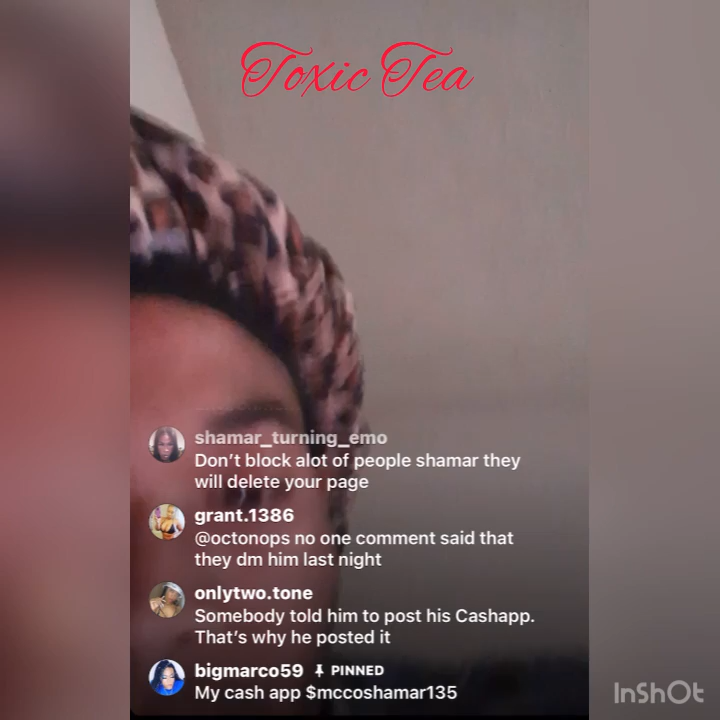 Toxic Tea
shamar_turning_emo
Don't block alot of people shamar they
will delete your page
grant.1386
@octonops no one comment said that
they dm him last night
onlytwo.tone
Somebody told him to post his Cashapp.
That's why he posted it
bigmarco59 PINNED
My cash app $mccoshamar135
InShOt